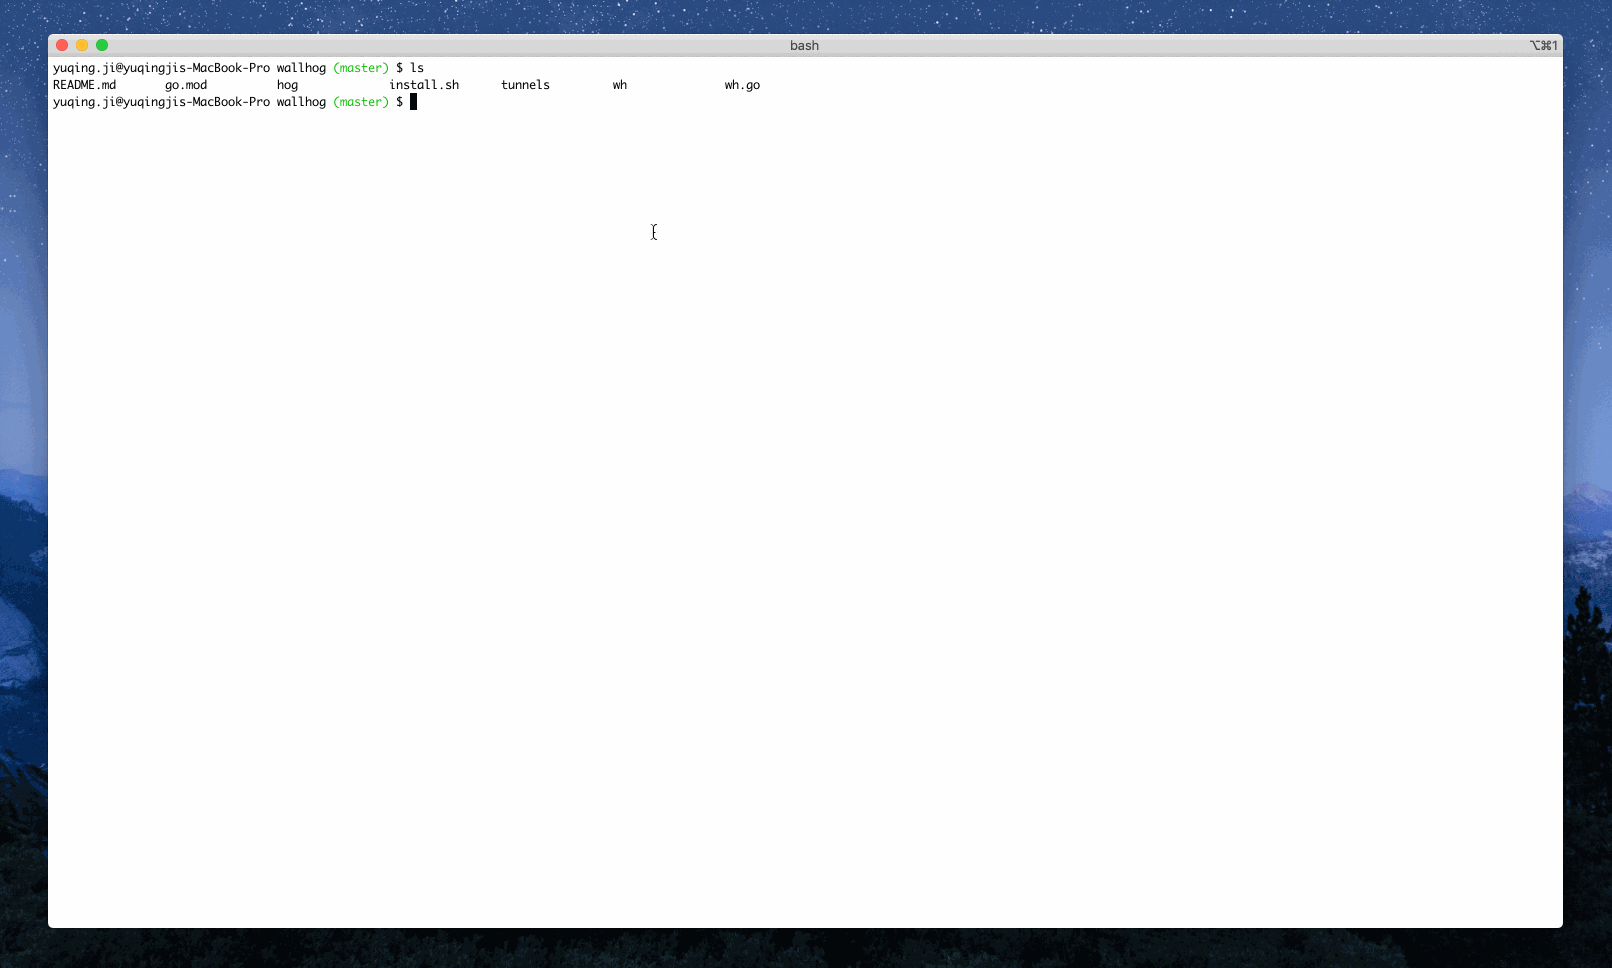 bash ⌥⌘1
yuqing.ji@yuqingjis-MacBook-Pro wallhog (master) $ ls
README.md go.mod hog install.sh tunnels wh wh.go
yuqing.ji@yuqingjis-MacBook-Pro wallhog (master) $